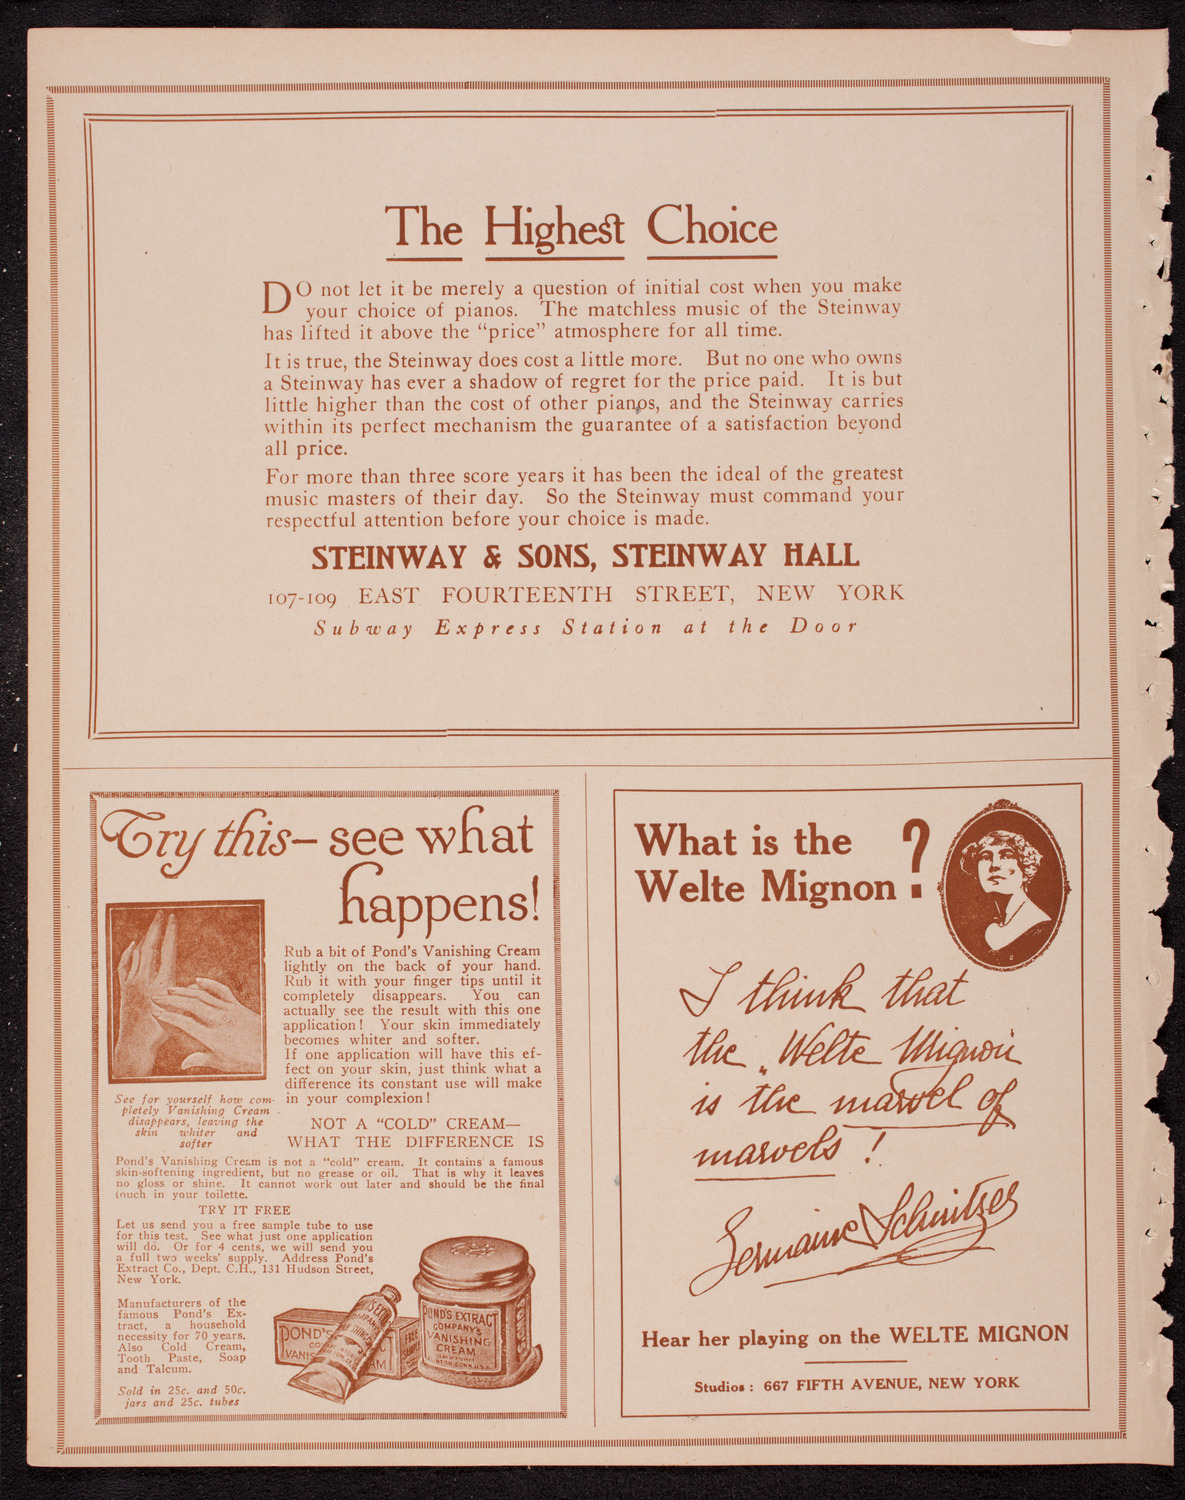 The Highest Choice
DO not let it be merely a question of initial cost when you make
your choice of pianos. The matchless music of the Steinway
has lifted it above the “price” atmosphere for all time.
It is true, the Steinway does cost a little more. But no one who owns
a Steinway has ever a shadow of regret for the price paid. It is but
little higher than the cost of other pianos, and the Steinway carries
within its perfect mechanism the guarantee of a satisfaction beyond
all price.
For more than three score years it has been the ideal of the greatest
music masters of their day. So the Steinway must command your
respectful attention before your choice is made.
STEINWAY & SONS, STEINWAY HALL
107-109 EAST FOURTEENTH STREET, NEW YORK
Subway Express Station at the Door
Try this—see what
happens!
Rub a bit of Pond's Vanishing Cream
lightly on the back of your hand.
Rub it with your finger tips until it
completely disappears. You can
actually see the result with this one
application! Your skin immediately
becomes whiter and softer.
If one application will have this ef-
fect on your skin, just think what a
difference its constant use will make
in your complexion!
See for yourself how com-
pletely Vanishing Cream
disappears, leaving the
skin whiter and
softer
NOT A “COLD” CREAM—
WHAT THE DIFFERENCE IS
Pond's Vanishing Cream is not a “cold” cream. It contains a famous
skin-softening ingredient, but no grease or oil. That is why it leaves
no gloss or shine. It cannot work out later and should be the final
touch in your toilette.
TRY IT FREE
Let us send you a free sample tube to use
for this test. See what just one application
will do. Or for 4 cents, we will send you
a full two weeks' supply. Address Pond's
Extract Co., Dept. C.H., 131 Hudson Street,
New York.
Manufacturers of the
famous Pond's Ex-
tract, a household
necessity for 70 years.
Also Cold Cream,
Tooth Paste, Soap
and Talcum.
Sold in 25c. and 50c.
jars and 25c. tubes
POND'S
VANIS
AM
POND'S EXTRACT
COMPANY'S
VANISHING
CREAM
What is the
Welte Mignon?
I think that
the „Welte Mignon
is the marvel of
marvels!
Germaine Schnitzer
Hear her playing on the WELTE MIGNON
Studios: 667 FIFTH AVENUE, NEW YORK